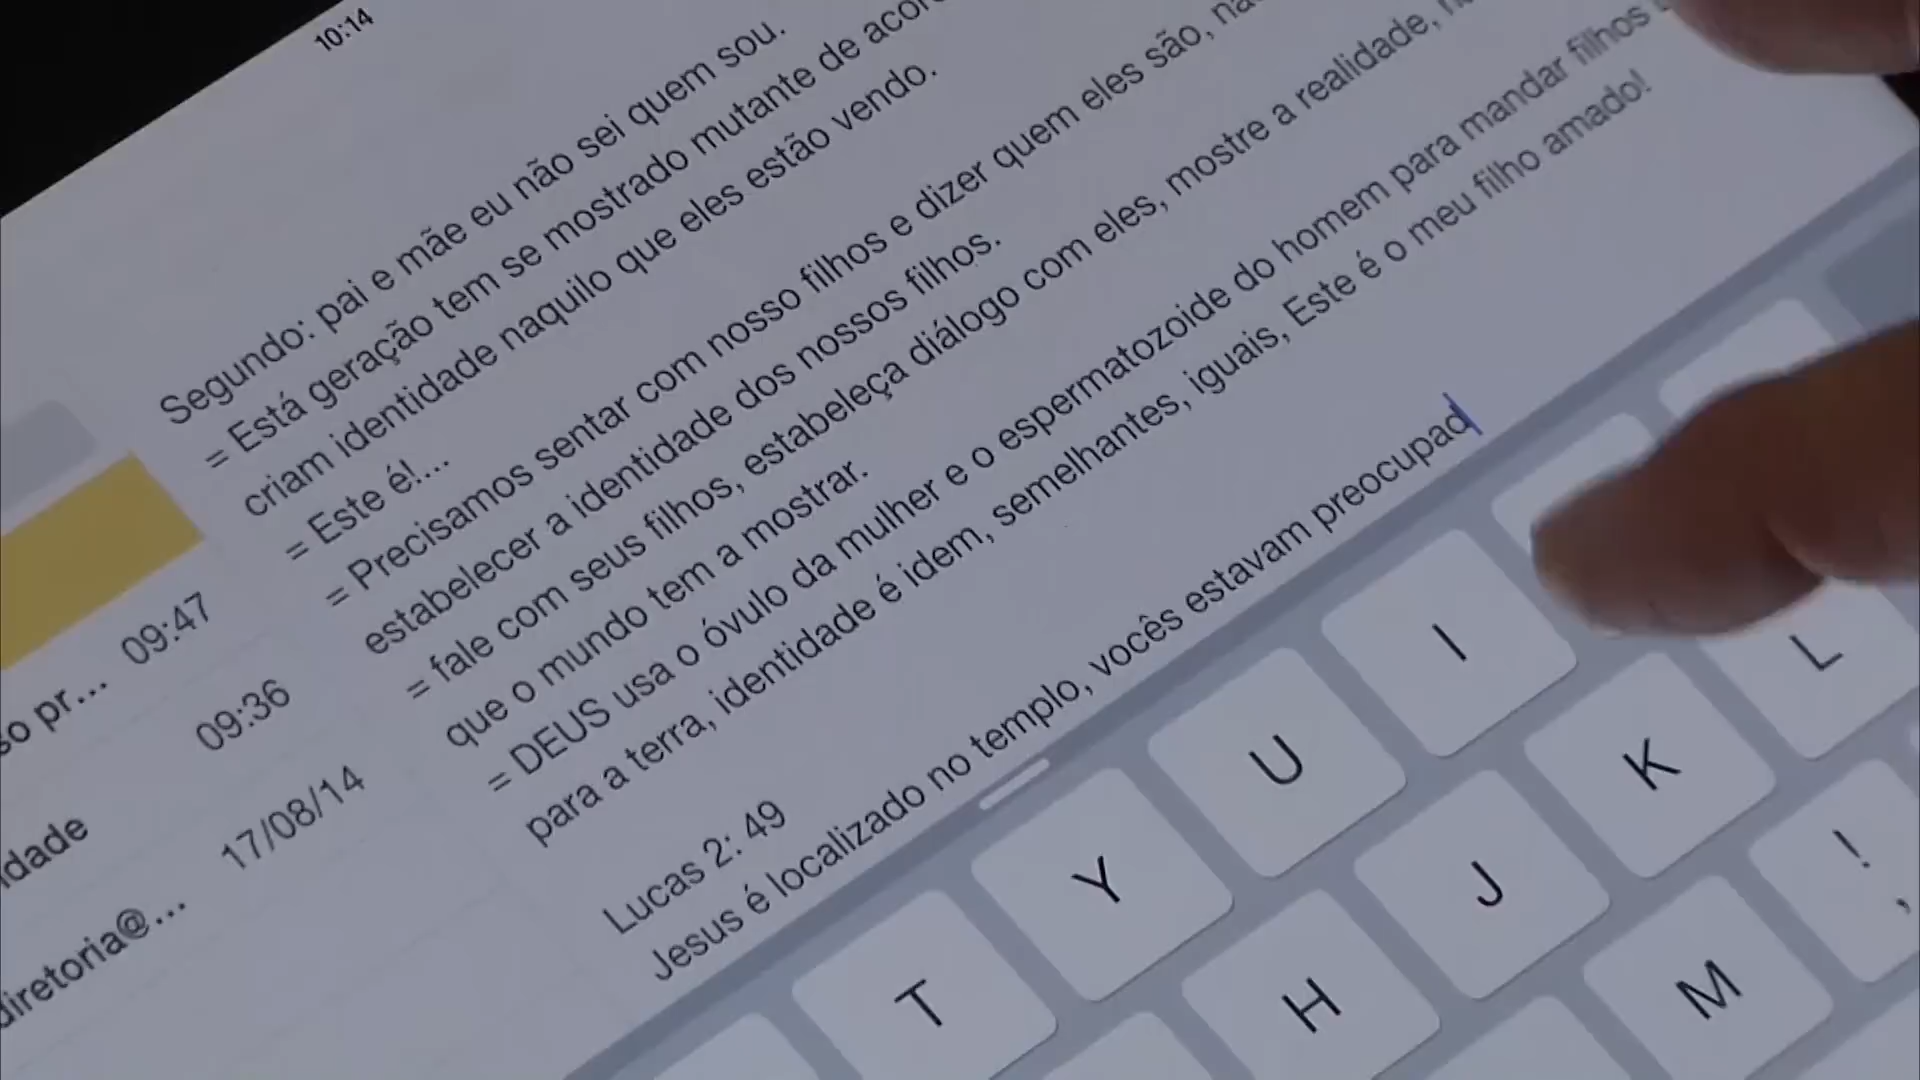 10:14
Segundo: pai e mãe eu não sei quem sou.
= Está geração tem se mostrado mutante de
criam identidade naquilo que eles estão vendo.
= Este é!...
= Precisamos sentar com nosso filhos e dizer quem eles são,
estabelecer a identidade dos nossos filhos.
= fale com seus filhos, estabeleça diálogo com eles, mostre a realidade,
que o mundo tem a mostrar.
= DEUS usa o óvulo da mulher e o espermatozoide do homem para mandar filhos
para a terra, identidade é idem, semelhantes, iguais, Este é o meu filho amado!
Lucas 2: 49
Jesus é localizado no templo, vocês estavam preocupad
so pr... 09:47
09:36
idade
17/08/14
diretoria@...
T Y U I
H J K L
M ! ,